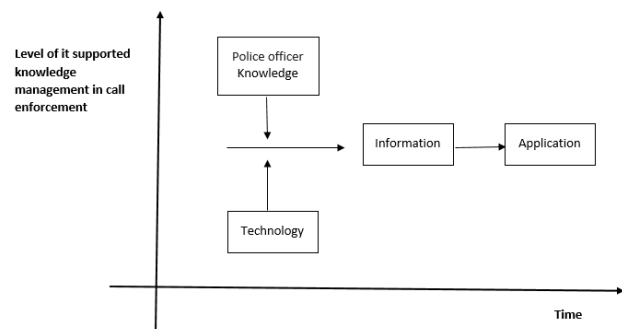 Level of it supported
knowledge
management in call
enforcement
Police officer
Knowledge
Information
Application
Technology
Time